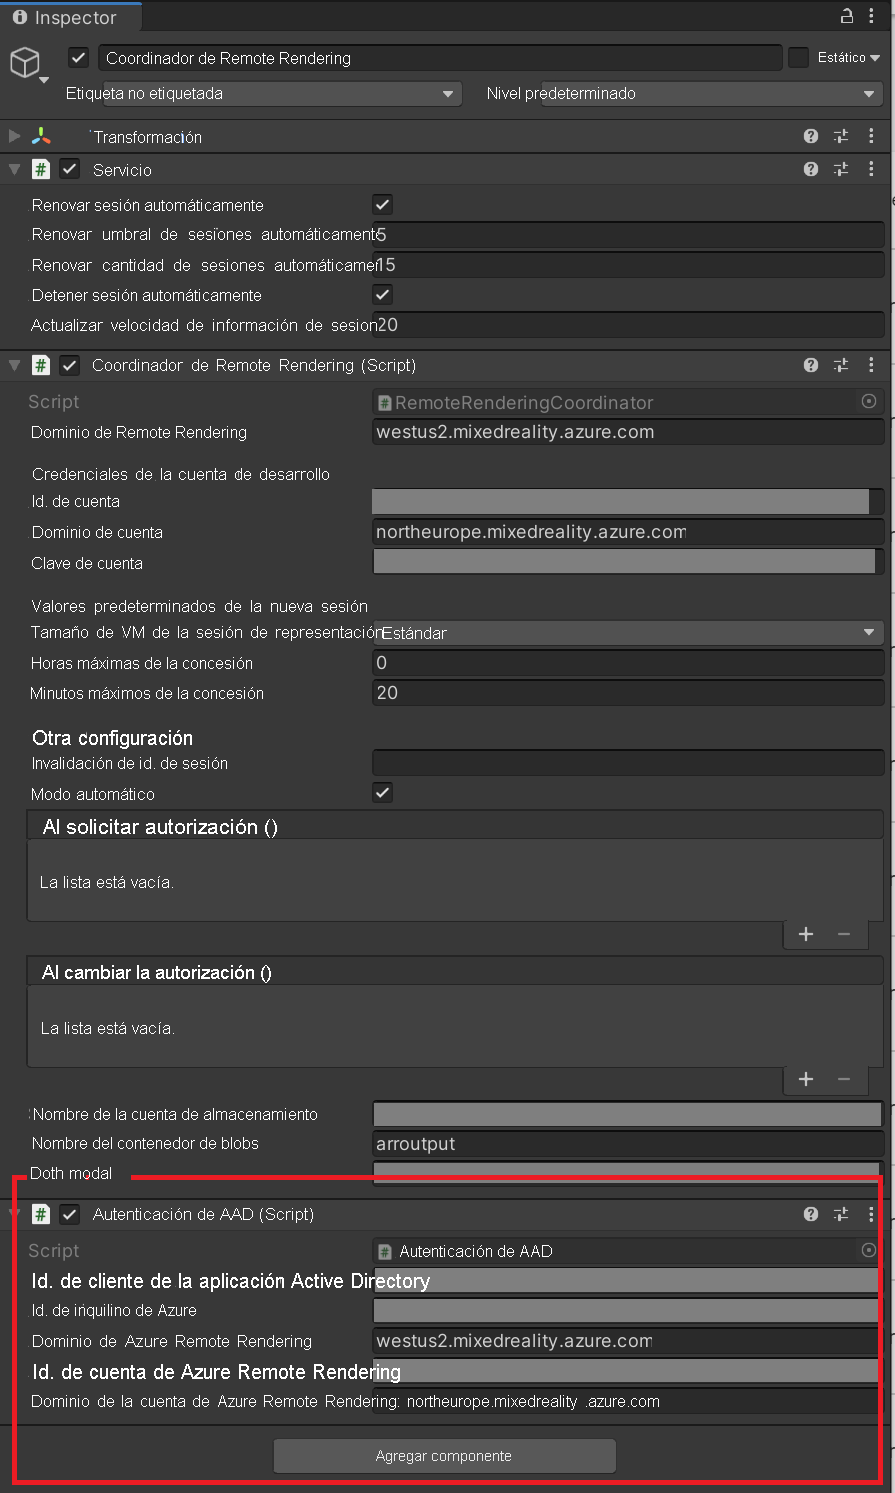 Inspector
Coordinador de Remote Rendering Estático
Etiqueta no etiquetada Nivel predeterminado
Transformación
Servicio
Renovar sesión automáticamente
Renovar umbral de sesiones automáticament 5
Renovar cantidad de sesiones automáticamer 15
Detener sesión automáticamente
Actualizar velocidad de información de sesion 20
Coordinador de Remote Rendering (Script)
Script RemoteRenderingCoordinator
Dominio de Remote Rendering westus2.mixedreality.azure.com
Credenciales de la cuenta de desarrollo
Id. de cuenta
Dominio de cuenta northeurope.mixedreality.azure.com
Clave de cuenta
Valores predeterminados de la nueva sesión
Tamaño de VM de la sesión de representación Estándar
Horas máximas de la concesión 0
Minutos máximos de la concesión 20
Otra configuración
Invalidación de id. de sesión
Modo automático
Al solicitar autorización ()
La lista está vacía.
+ −
Al cambiar la autorización ()
La lista está vacía.
+ −
Nombre de la cuenta de almacenamiento
Nombre del contenedor de blobs arroutput
Doth modal
Autenticación de AAD (Script)
Script Autenticación de AAD
Id. de cliente de la aplicación Active Directory
Id. de inquilino de Azure
Dominio de Azure Remote Rendering westus2.mixedreality.azure.com
Id. de cuenta de Azure Remote Rendering
Dominio de la cuenta de Azure Remote Rendering: northeurope.mixedreality .azure.com
Agregar componente